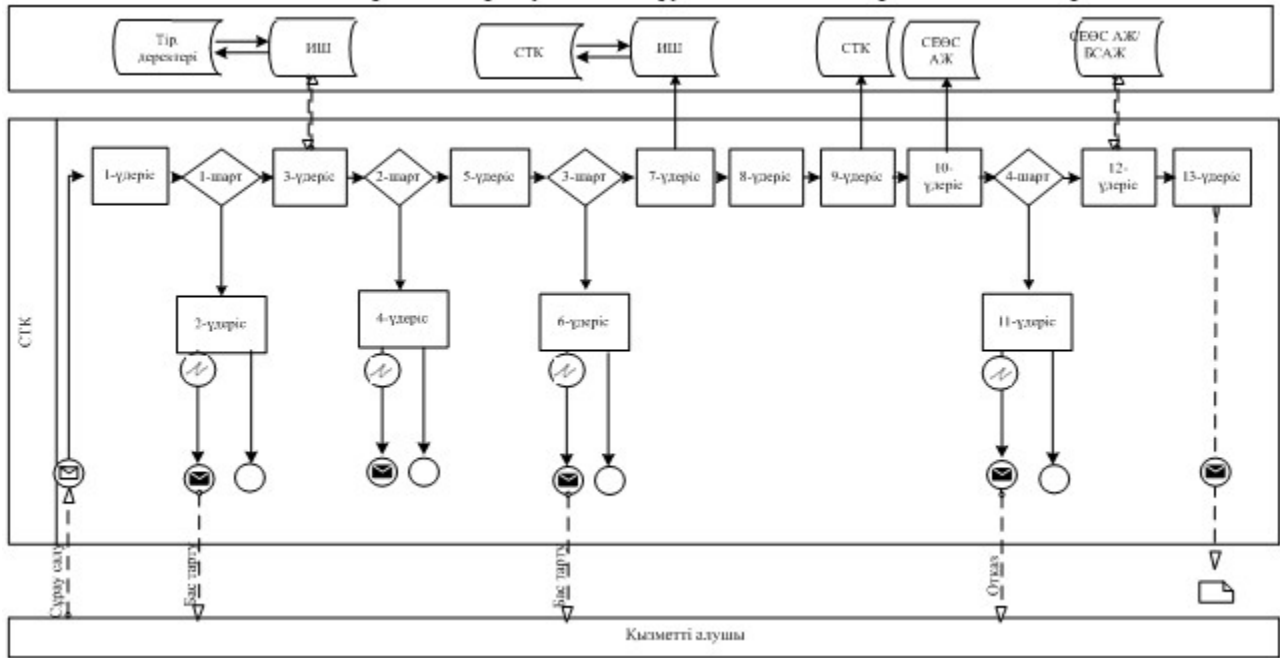 Тір.
деректері
ИШ
СТК
ИШ
СТК
СЕӨС
АЖ
СЕӨС АЖ/
БСАЖ
СТК
1-үдеріс
1-шарт
3-үдеріс
2-шарт
5-үдеріс
3-шарт
7-үдеріс
8-үдеріс
9-үдеріс
10-
үдеріс
4-шарт
12-
үдеріс
13-үдеріс
2-үдеріс
4-үдеріс
6-үдеріс
11-үдеріс
Сұрау салу
Бас тарту
Бас тарту
Отказ
Қызметті алушы